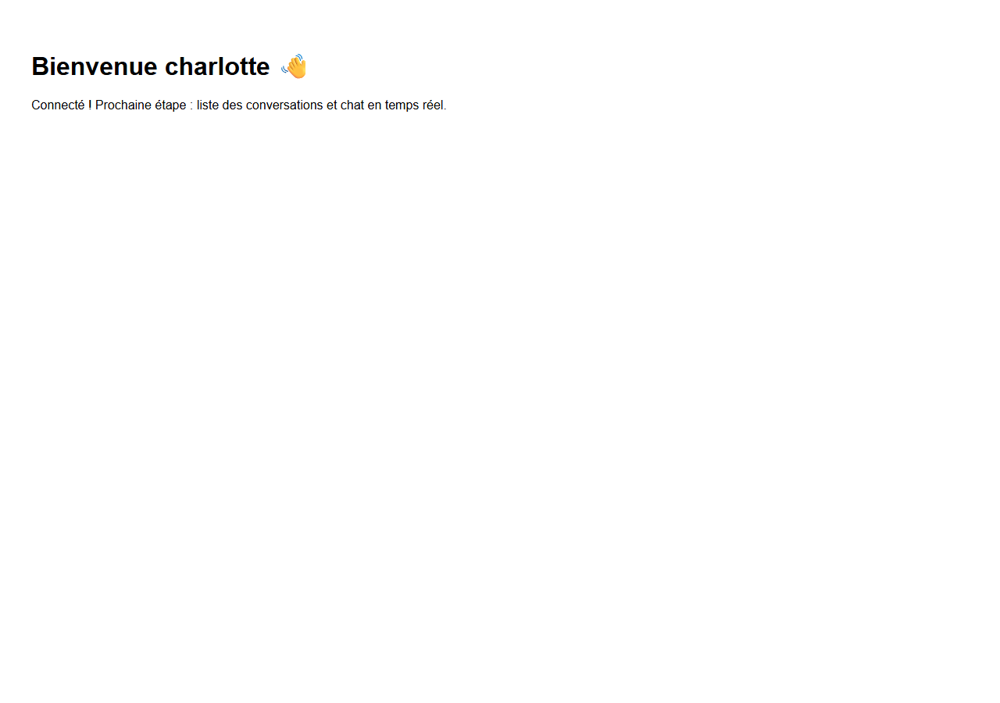 Bienvenue charlotte 👋
Connecté ! Prochaine étape : liste des conversations et chat en temps réel.